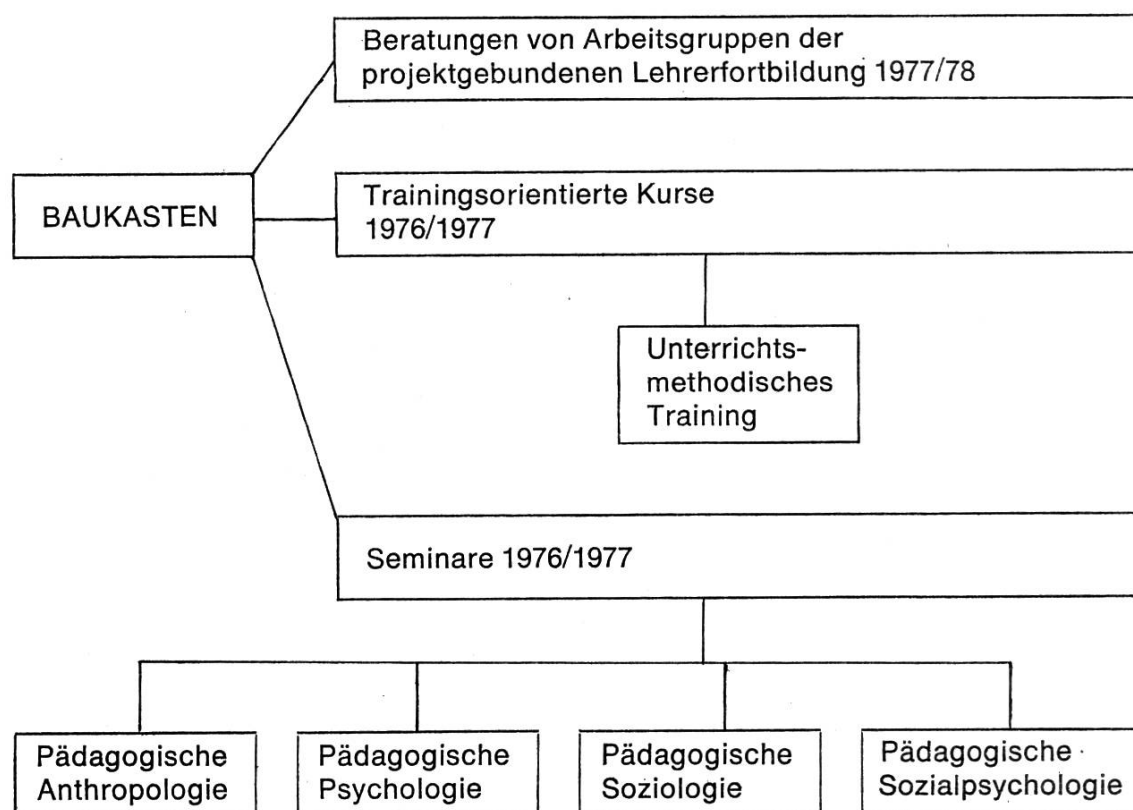 Beratungen von Arbeitsgruppen der
projektgebundenen Lehrerfortbildung 1977/78
BAUKASTEN
Trainingsorientierte Kurse
1976/1977
Unterrichts-
methodisches
Training
Seminare 1976/1977
Pädagogische
Anthropologie
Pädagogische
Psychologie
Pädagogische
Soziologie
Pädagogische
Sozialpsychologie